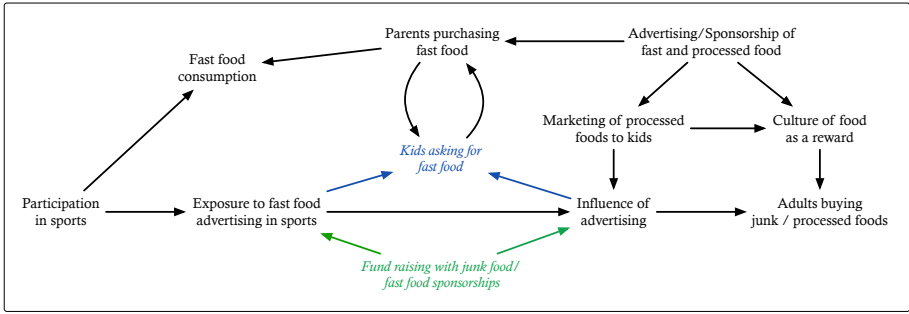 Parents purchasing
fast food
Advertising/Sponsorship of
fast and processed food
Fast food
consumption
Marketing of processed
foods to kids
Culture of food
as a reward
Kids asking for
fast food
Participation
in sports
Exposure to fast food
advertising in sports
Influence of
advertising
Adults buying
junk / processed foods
Fund raising with junk food/
fast food sponsorships